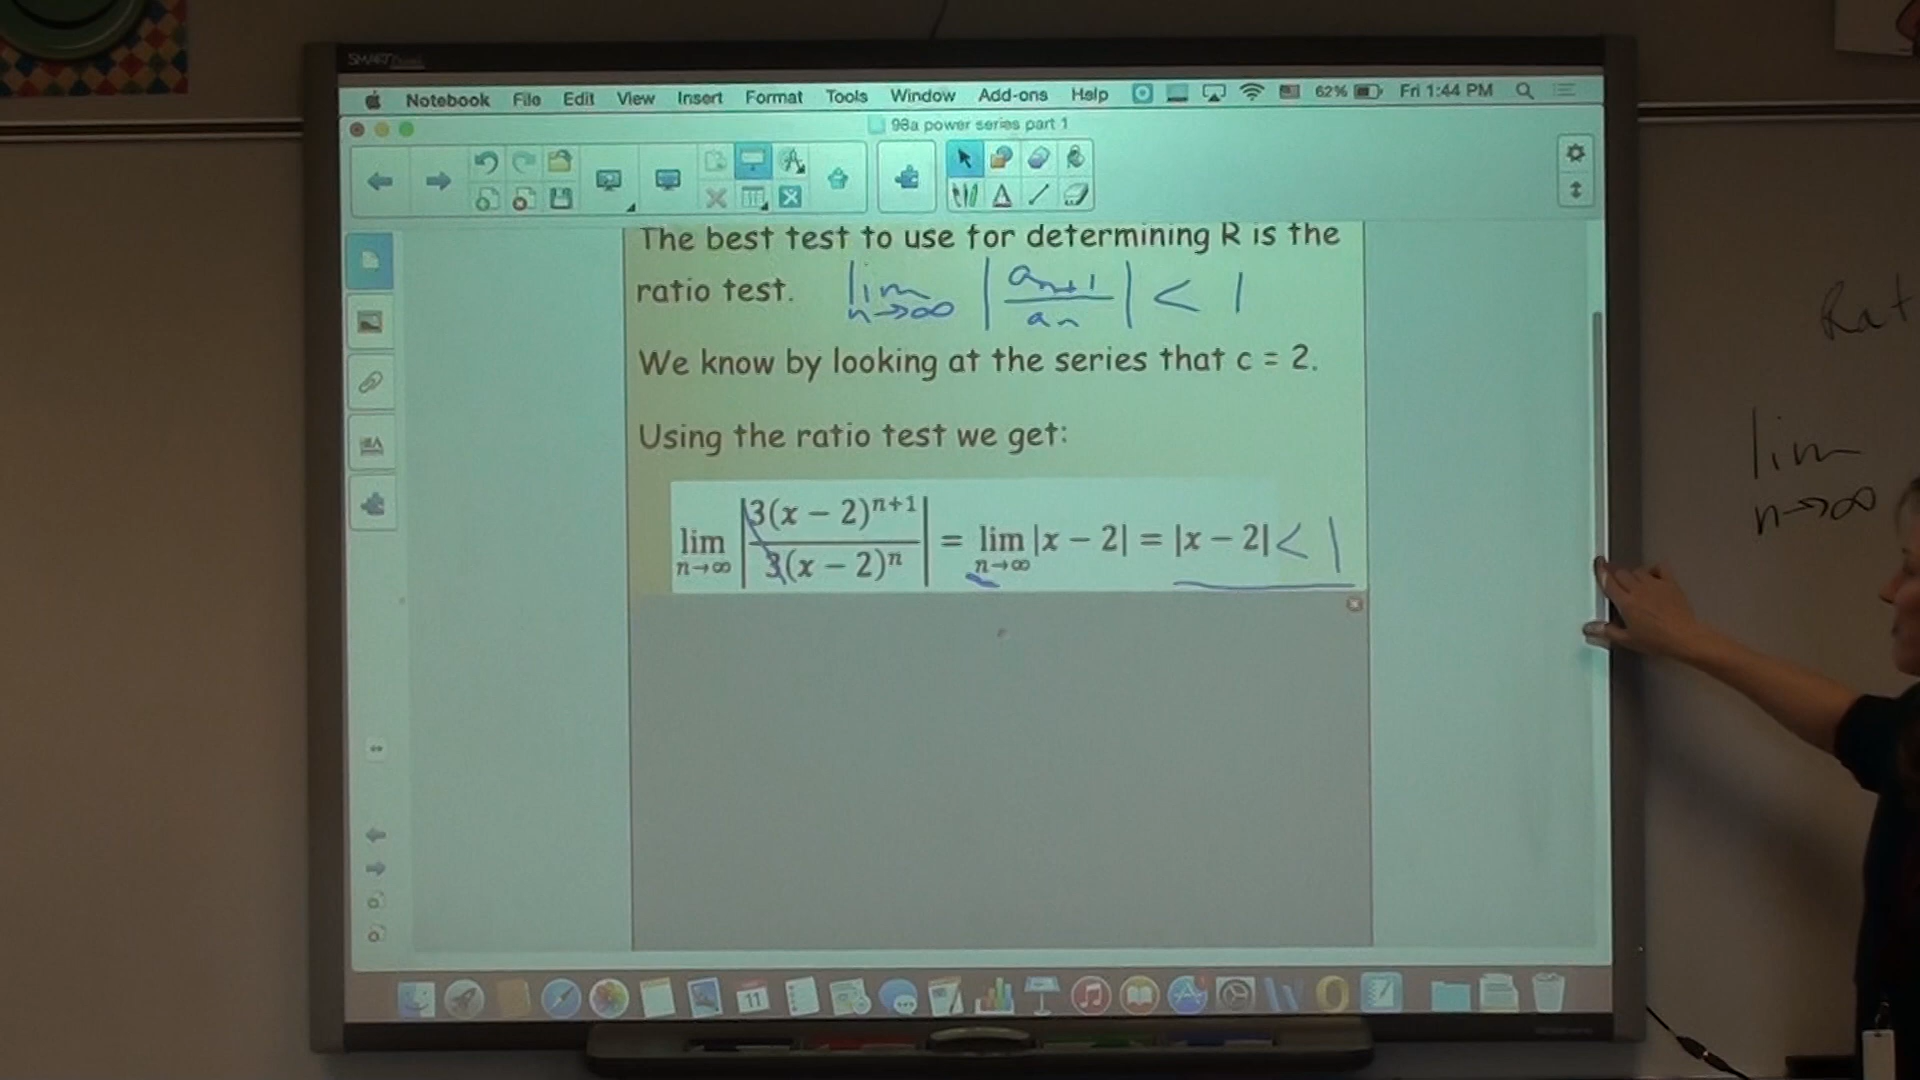 SMART
Notebook File Edit View Insert Format Tools Window Add-ons Help 62% Fri 1:44 PM
98a power series part 1
The best test to use for determining R is the
ratio test. lim n→∞ |aₙ₊₁ / aₙ| < 1
We know by looking at the series that c = 2.
Using the ratio test we get:
lim n→∞ |3(x − 2)ⁿ⁺¹ / 3(x − 2)ⁿ| = lim n→∞ |x − 2| = |x − 2| < 1
11
Rat
lim
n→∞